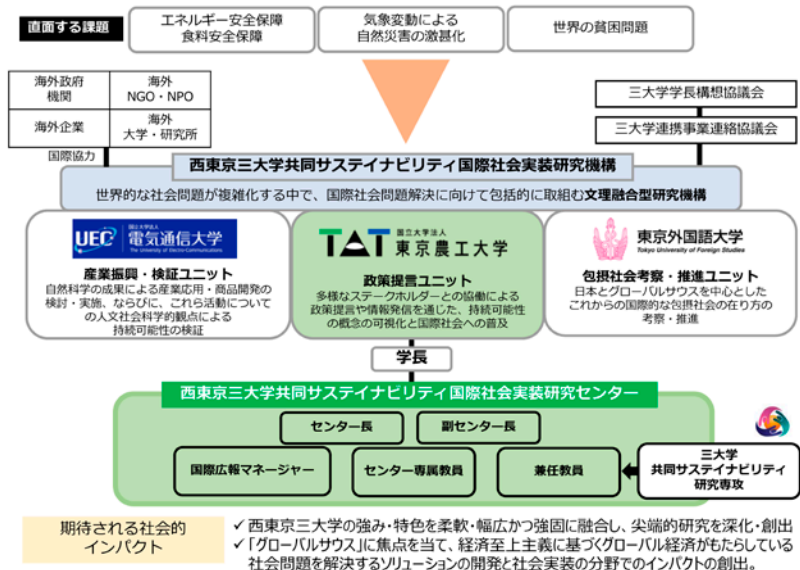 直面する課題
エネルギー安全保障
食料安全保障
気象変動による
自然災害の激甚化
世界の貧困問題
海外政府
機関
海外
NGO・NPO
海外企業
海外
大学・研究所
国際協力
三大学学長構想協議会
三大学連携事業連絡協議会
西東京三大学共同サステイナビリティ国際社会実装研究機構
世界的な社会問題が複雑化する中で、国際社会問題解決に向けて包括的に取組む文理融合型研究機構
UEC
国立大学法人
電気通信大学
The University of Electro-Communications
産業振興・検証ユニット
自然科学の成果による産業応用・商品開発の
検討・実施、ならびに、これら活動について
の人文社会科学的観点による
持続可能性の検証
TAT
国立大学法人
東京農工大学
政策提言ユニット
多様なステークホルダーとの協働による
政策提言や情報発信を通じた、持続可能性
の概念の可視化と国際社会への普及
東京外国語大学
Tokyo University of Foreign Studies
包摂社会考察・推進ユニット
日本とグローバルサウスを中心とした
これからの国際的な包摂社会の在り方の
考察・推進
学長
西東京三大学共同サステイナビリティ国際社会実装研究センター
センター長
副センター長
国際広報マネージャー
センター専属教員
兼任教員
三大学
共同サステイナビリティ
研究専攻
期待される社会的
インパクト
✓ 西東京三大学の強み・特色を柔軟・幅広かつ強固に融合し、尖端的研究を深化・創出
✓ 「グローバルサウス」に焦点を当て、経済至上主義に基づくグローバル経済がもたらしている
社会問題を解決するソリューションの開発と社会実装の分野でのインパクトの創出。